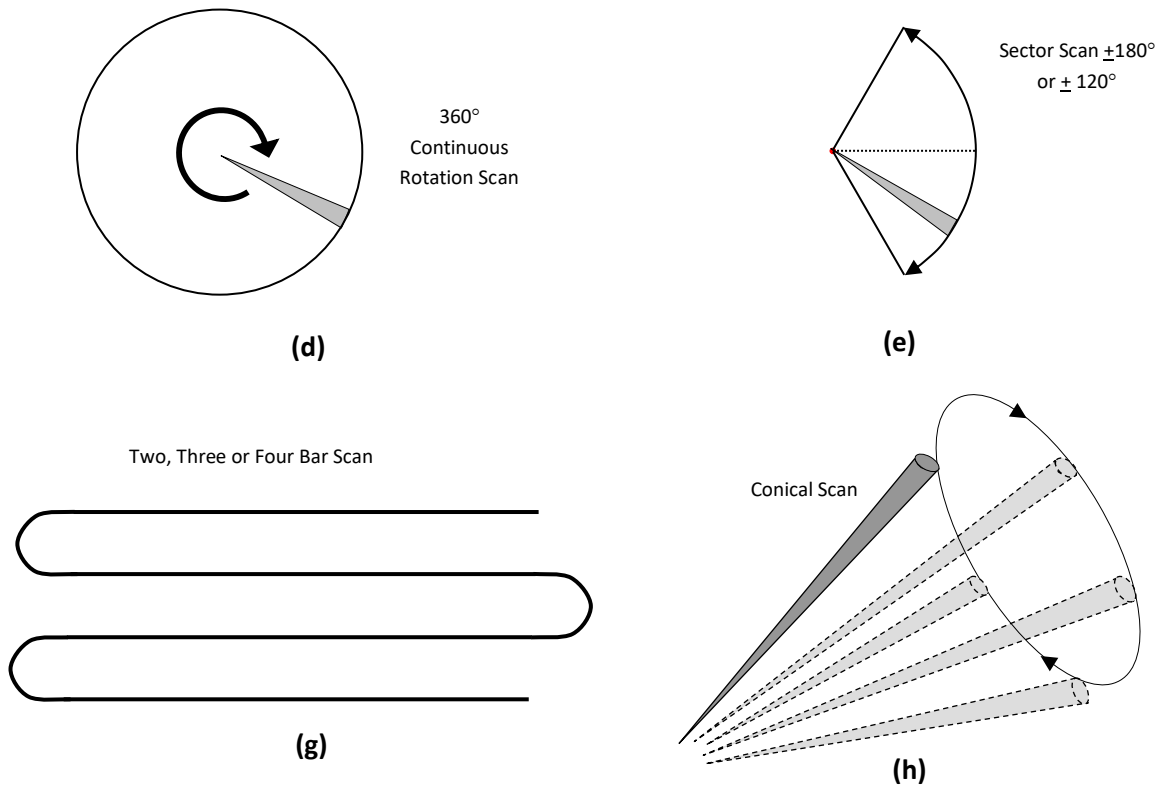 360°
Continuous
Rotation Scan
(d)
Sector Scan ±180°
or ± 120°
(e)
Two, Three or Four Bar Scan
(g)
Conical Scan
(h)